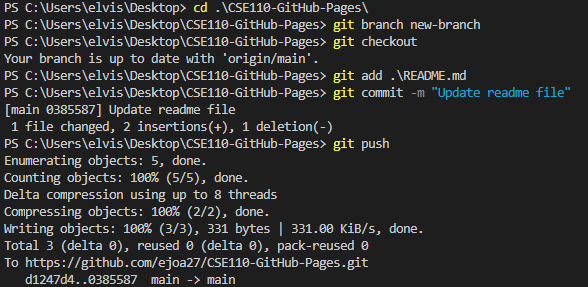 PS C:\Users\elvis\Desktop> cd .\CSE110-GitHub-Pages\
PS C:\Users\elvis\Desktop\CSE110-GitHub-Pages> git branch new-branch
PS C:\Users\elvis\Desktop\CSE110-GitHub-Pages> git checkout
Your branch is up to date with 'origin/main'.
PS C:\Users\elvis\Desktop\CSE110-GitHub-Pages> git add .\README.md
PS C:\Users\elvis\Desktop\CSE110-GitHub-Pages> git commit -m "Update readme file"
[main 0385587] Update readme file
 1 file changed, 2 insertions(+), 1 deletion(-)
PS C:\Users\elvis\Desktop\CSE110-GitHub-Pages> git push
Enumerating objects: 5, done.
Counting objects: 100% (5/5), done.
Delta compression using up to 8 threads
Compressing objects: 100% (2/2), done.
Writing objects: 100% (3/3), 331 bytes | 331.00 KiB/s, done.
Total 3 (delta 0), reused 0 (delta 0), pack-reused 0
To https://github.com/ejoa27/CSE110-GitHub-Pages.git
   d1247d4..0385587  main -> main